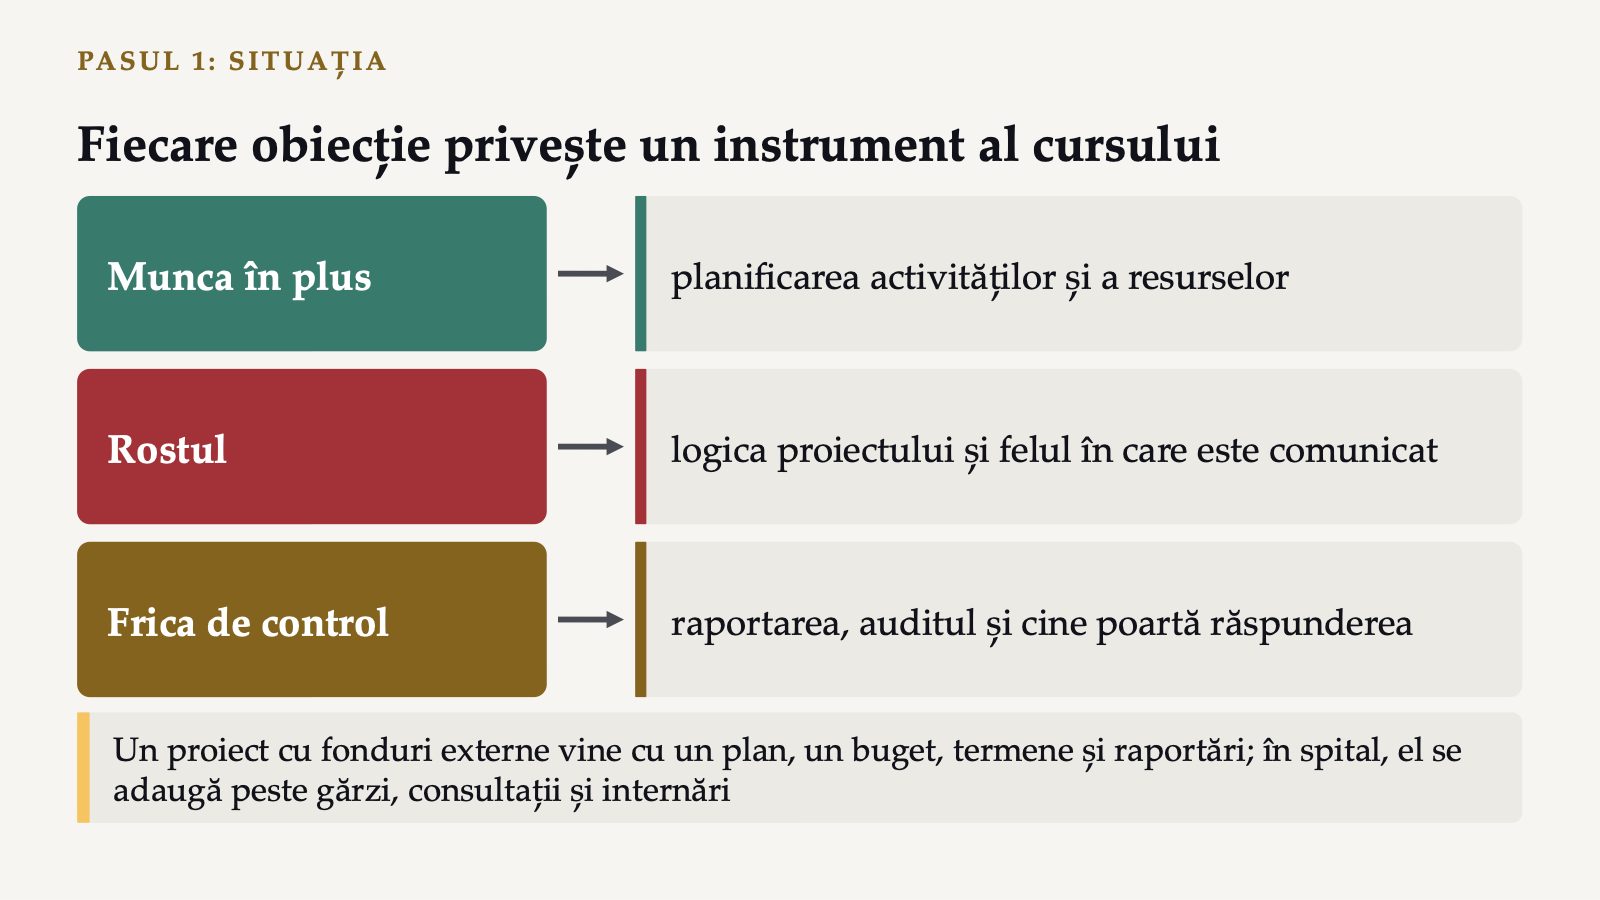 PASUL 1: SITUAȚIA
Fiecare obiecție privește un instrument al cursului
Munca în plus
planificarea activităților și a resurselor
Rostul
logica proiectului și felul în care este comunicat
Frica de control
raportarea, auditul și cine poartă răspunderea
Un proiect cu fonduri externe vine cu un plan, un buget, termene și raportări; în spital, el se
adaugă peste gărzi, consultații și internări